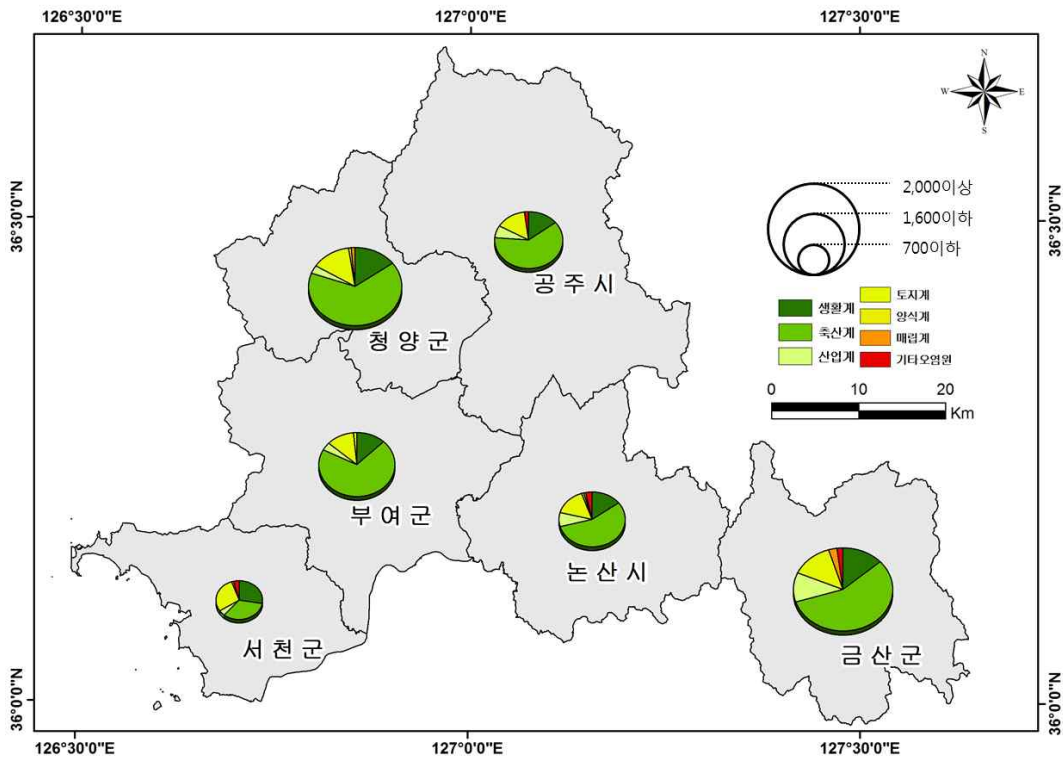 126°30'0"E 127°0'0"E 127°30'0"E
N
W E
S
2,000이상
1,600이하
700이하
36°30'0"N 36°30'0"N
공주시
청양군
생활계 토지계
양식계
축산계 매립계
산업계 기타오염원
0 10 20
Km
부여군
논산시
서천군
금산군
36°0'0"N 36°0'0"N
126°30'0"E 127°0'0"E 127°30'0"E